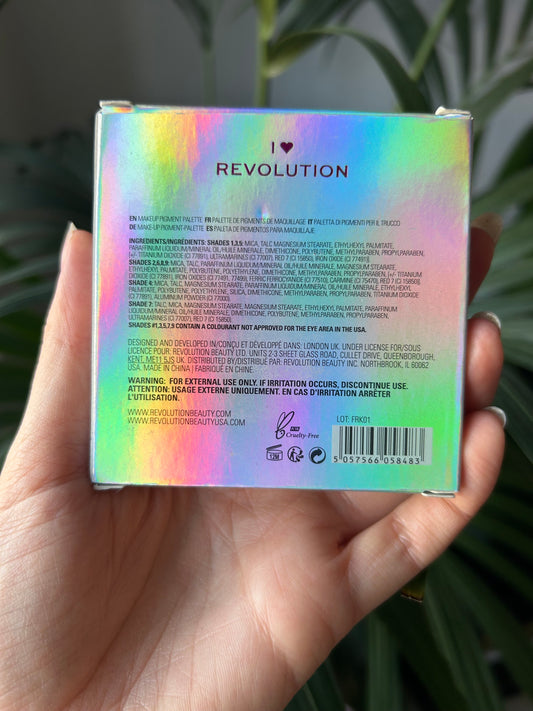 I ♥
REVOLUTION
EN MAKEUP PIGMENT PALETTE FR PALETTE DE PIGMENTS DE MAQUILLAGE IT PALETTA DI PIGMENTI PER IL TRUCCO
DE MAKE-UP PIGMENT-PALETTE ES PALETA DE PIGMENTOS PARA MAQUILLAJE
INGREDIENTS/INGRÉDIENTS: SHADES 1,3,5: MICA, TALC MAGNESIUM STEARATE, ETHYLHEXYL PALMITATE,
PARAFFINUM LIQUIDUM/MINERAL OIL/HUILE MINERALE, DIMETHICONE, POLYBUTENE, METHYLPARABEN, PROPYLPARABEN,
(+/- TITANIUM DIOXIDE (CI 77891), ULTRAMARINES (CI 77007), RED 7 (CI 15850), IRON OXIDE (CI 77491)).
SHADES 2,6,8,9: MICA, TALC, PARAFFINUM LIQUIDUM/MINERAL OIL/HUILE MINERALE, MAGNESIUM STEARATE,
ETHYLHEXYL PALMITATE, POLYBUTENE, POLYETHYLENE, DIMETHICONE, METHYLPARABEN, PROPYLPARABEN, (+/- TITANIUM
DIOXIDE (CI 77891), IRON OXIDES (CI 77491, 77499), FERRIC FERROCYANIDE (CI 77510), CARMINE (CI 75470), RED 7 (CI 15850)).
SHADE 4: MICA, TALC, PARAFFINUM LIQUIDUM/MINERAL OIL/HUILE MINERALE, ETHYLHEXYL
PALMITATE, POLYBUTENE, POLYETHYLENE, SILICA, DIMETHICONE, METHYLPARABEN, PROPYLPARABEN, TITANIUM DIOXIDE
(CI 77891), ALUMINUM POWDER (CI 77000).
SHADE 7: TALC, MICA, MAGNESIUM STEARATE, ETHYLHEXYL PALMITATE, PARAFFINUM
LIQUIDUM/MINERAL OIL/HUILE MINERALE, DIMETHICONE, POLYBUTENE, METHYLPARABEN, PROPYLPARABEN,
ULTRAMARINES (CI 77007), RED 7 (CI 15850).
SHADES #1,3,5,7,9 CONTAIN A COLOURANT NOT APPROVED FOR THE EYE AREA IN THE USA.
DESIGNED AND DEVELOPED IN/CONÇU ET DÉVELOPPÉ DANS: LONDON UK. UNDER LICENSE FOR/SOUS
LICENCE POUR: REVOLUTION BEAUTY LTD. UNITS 2-3 SHEET GLASS ROAD, CULLET DRIVE, QUEENBOROUGH,
KENT. ME11 5JS UK. DISTRIBUTED BY/DISTRIBUÉ PAR: REVOLUTION BEAUTY INC. NORTHBROOK, IL 60062
USA. MADE IN CHINA | FABRIQUÉ EN CHINE.
WARNING: FOR EXTERNAL USE ONLY. IF IRRITATION OCCURS, DISCONTINUE USE.
ATTENTION: USAGE EXTERNE UNIQUEMENT. EN CAS D'IRRITATION ARRÊTER
L'UTILISATION.
WWW.REVOLUTIONBEAUTY.COM
WWW.REVOLUTIONBEAUTYUSA.COM
Cruelty-Free
12M
LOT: FRK01
5 057566 058483